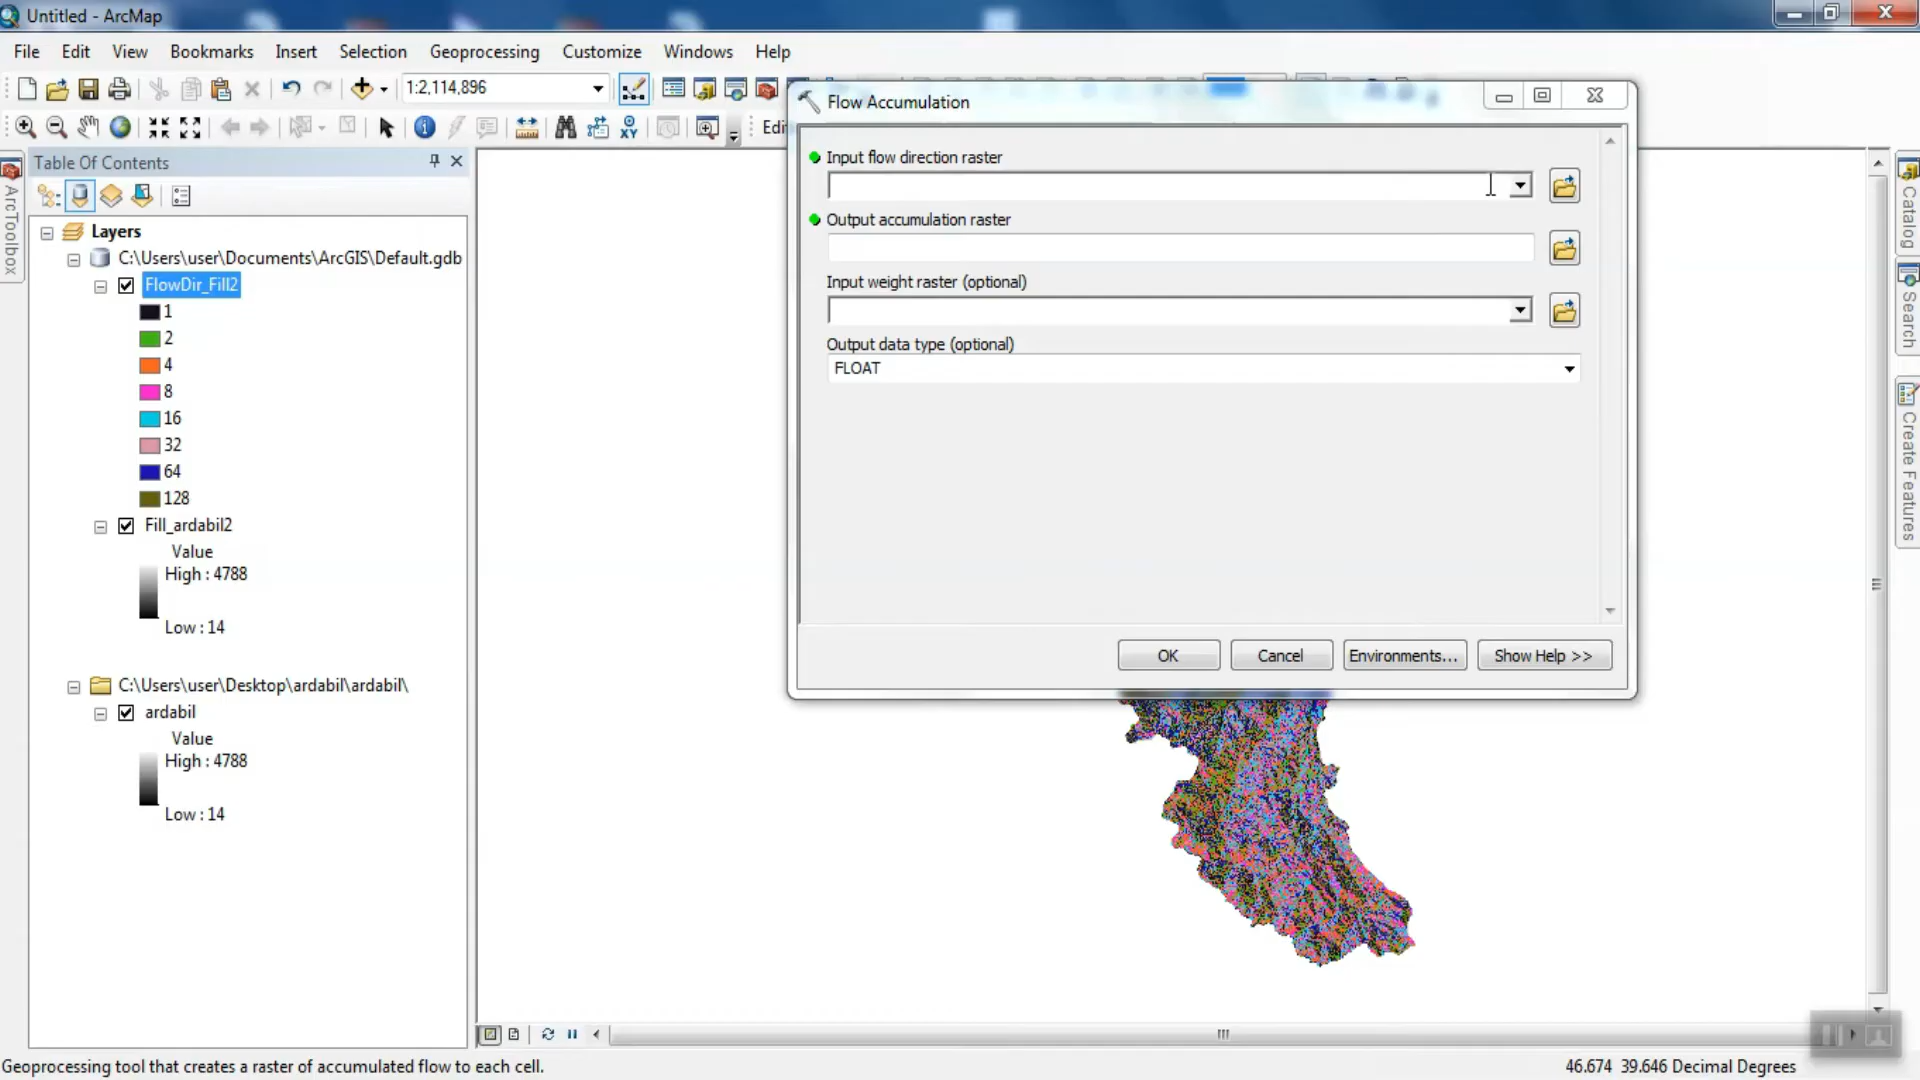 Untitled - ArcMap
File Edit View Bookmarks Insert Selection Geoprocessing Customize Windows Help
1:2,114,896
Edi
Table Of Contents
ArcToolbox
Layers
C:\Users\user\Documents\ArcGIS\Default.gdb
FlowDir_Fill2
1
2
4
8
16
32
64
128
Fill_ardabil2
Value
High : 4788
Low : 14
C:\Users\user\Desktop\ardabil\ardabil\
ardabil
Value
High : 4788
Low : 14
Flow Accumulation
Input flow direction raster
Output accumulation raster
Input weight raster (optional)
Output data type (optional)
FLOAT
OK Cancel Environments... Show Help >>
Catalog
Search
Create Features
Geoprocessing tool that creates a raster of accumulated flow to each cell.
46.674 39.646 Decimal Degrees